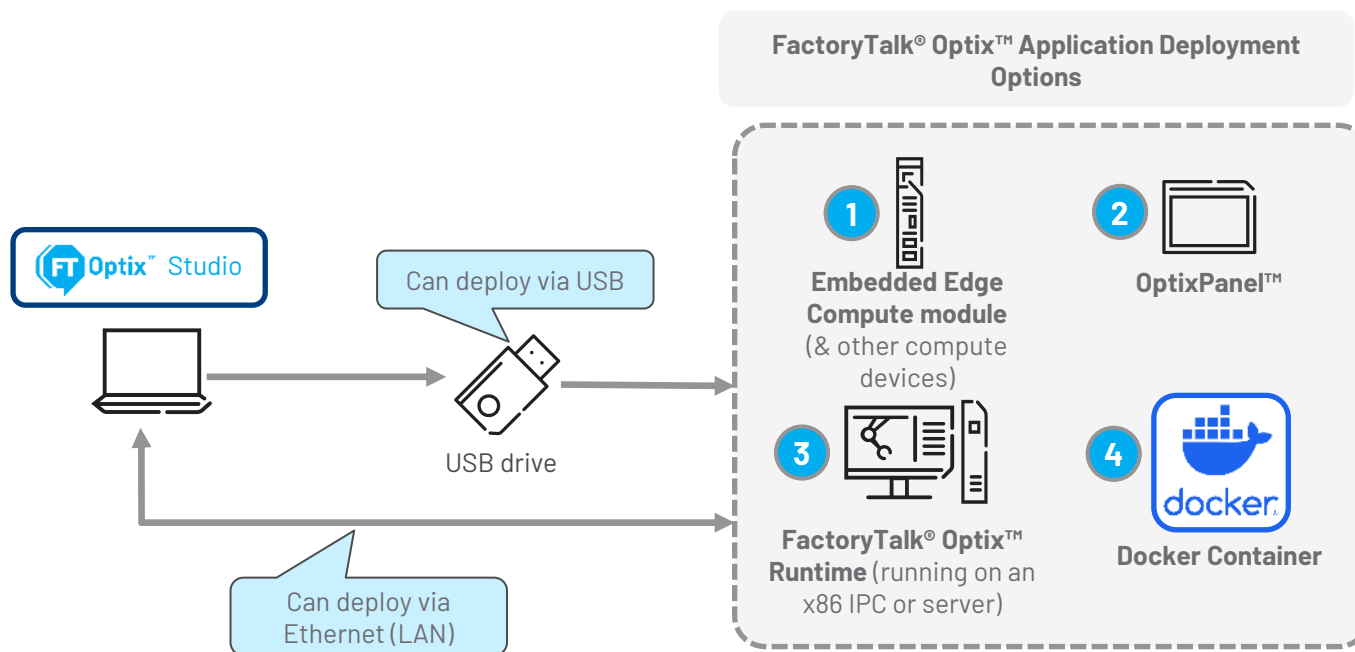 FactoryTalk® Optix™ Application Deployment
Options
FT Optix™ Studio
Can deploy via USB
USB drive
Can deploy via
Ethernet (LAN)
1
Embedded Edge
Compute module
(& other compute
devices)
2
OptixPanel™
3
FactoryTalk® Optix™
Runtime (running on an
x86 IPC or server)
4
docker
Docker Container